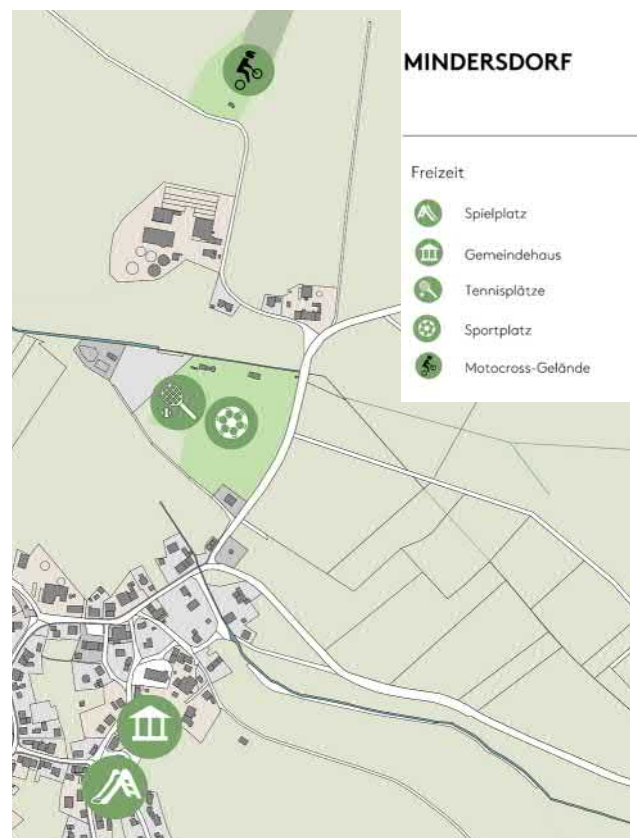 MINDERSDORF
Freizeit
Spielplatz
Gemeindehaus
Tennisplätze
Sportplatz
Motocross-Gelände